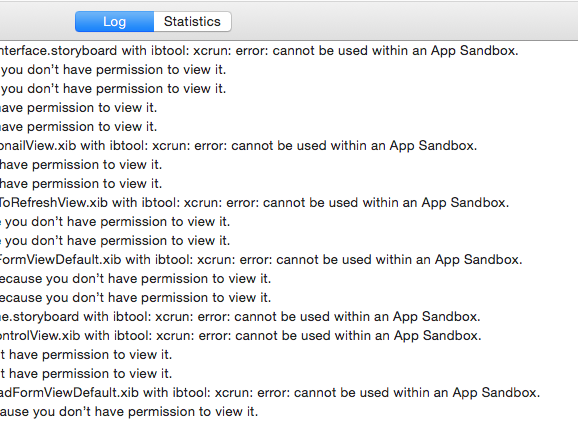 Log
Statistics
nterface.storyboard with ibtool: xcrun: error: cannot be used within an App Sandbox.
you don’t have permission to view it.
you don’t have permission to view it.
ave permission to view it.
ave permission to view it.
onailView.xib with ibtool: xcrun: error: cannot be used within an App Sandbox.
have permission to view it.
have permission to view it.
ToRefreshView.xib with ibtool: xcrun: error: cannot be used within an App Sandbox.
e you don’t have permission to view it.
e you don’t have permission to view it.
FormViewDefault.xib with ibtool: xcrun: error: cannot be used within an App Sandbox.
ecause you don’t have permission to view it.
ecause you don’t have permission to view it.
ne.storyboard with ibtool: xcrun: error: cannot be used within an App Sandbox.
ontrolView.xib with ibtool: xcrun: error: cannot be used within an App Sandbox.
t have permission to view it.
t have permission to view it.
adFormViewDefault.xib with ibtool: xcrun: error: cannot be used within an App Sandbox.
ause you don’t have permission to view it.